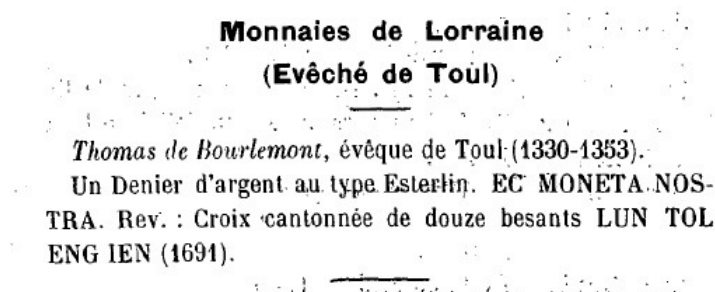 Monnaies de Lorraine
(Evêché de Toul)
Thomas de Bourlemont, évêque de Toul (1330-1353).
Un Denier d'argent au type Esterlin. EC MONETA NOS-
TRA. Rev. : Croix cantonnée de douze besants LUN TOL
ENG IEN (1691).